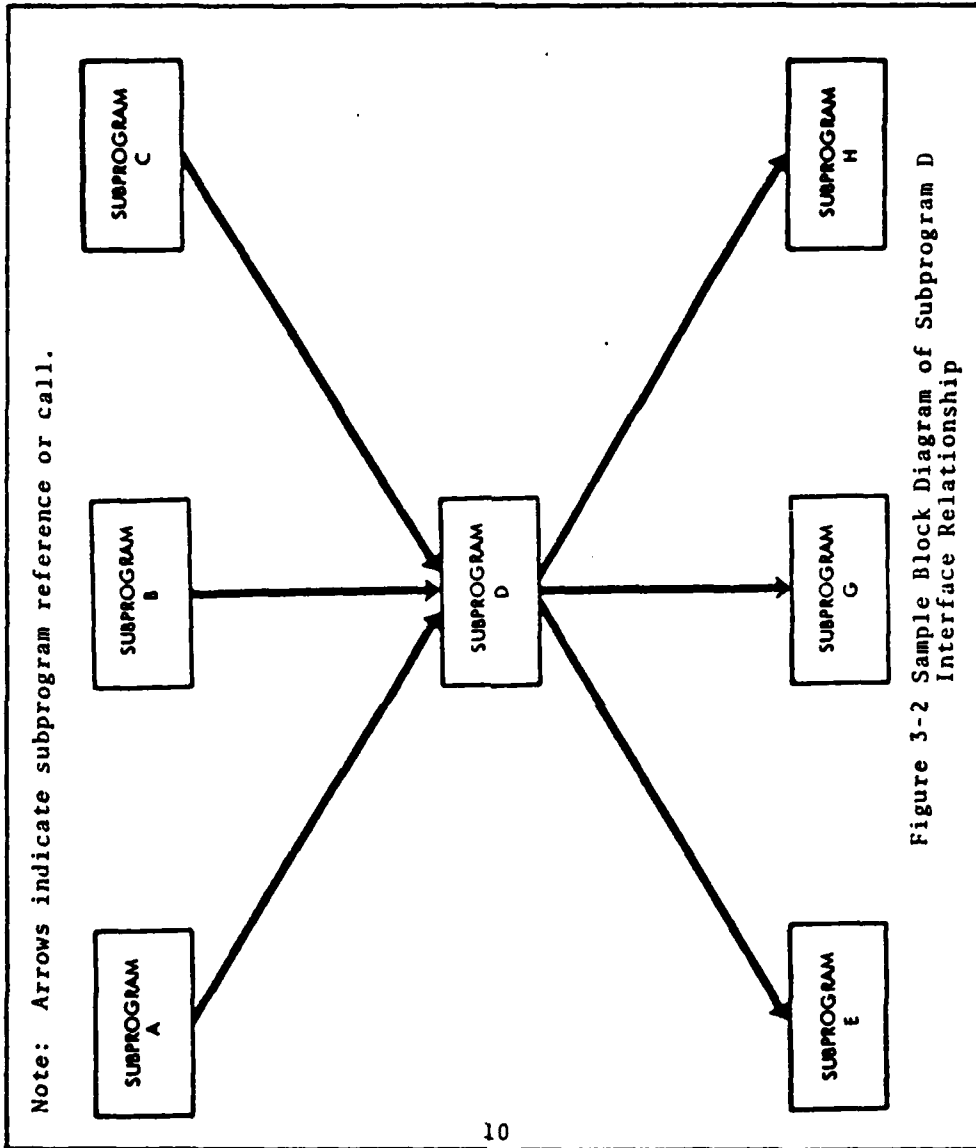 Note: Arrows indicate subprogram reference or call.
SUBPROGRAM
A
SUBPROGRAM
B
SUBPROGRAM
C
SUBPROGRAM
D
SUBPROGRAM
E
SUBPROGRAM
G
SUBPROGRAM
H
Figure 3-2 Sample Block Diagram of Subprogram D
Interface Relationship
10